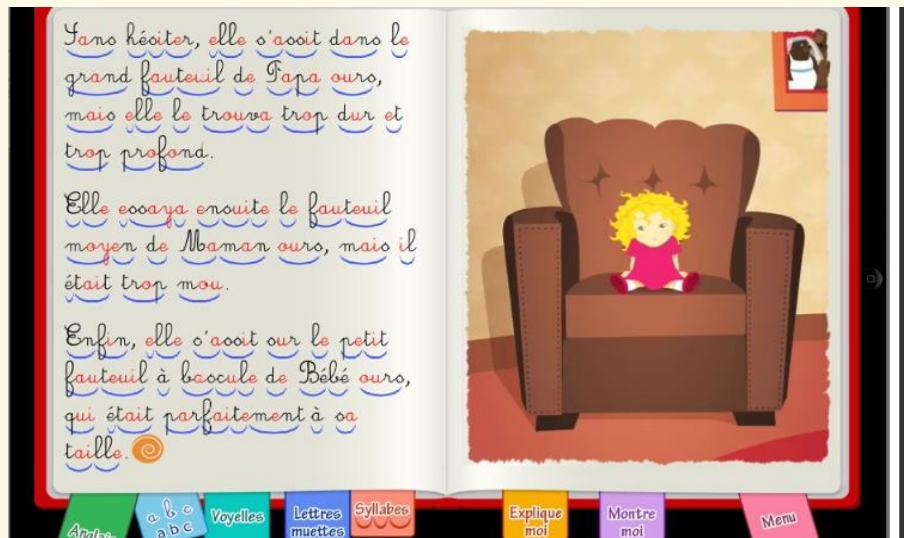 Sans hésiter, elle s'assit dans le
grand fauteuil de Papa ours,
mais elle le trouva trop dur et
trop profond.
Elle essaya ensuite le fauteuil
moyen de Maman ours, mais il
était trop mou.
Enfin, elle s'assit sur le petit
fauteuil à bascule de Bébé ours,
qui était parfaitement à sa
taille.
Anglais
a b c
a b c
Voyelles
Lettres
muettes
Syllabes
Explique
moi
Montre
moi
Menu